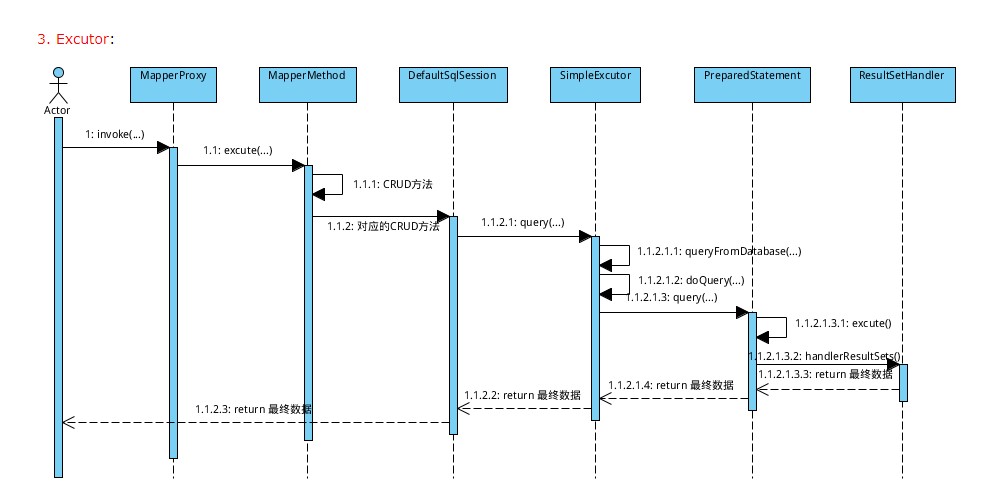 3. Excutor:
MapperProxy
MapperMethod
DefaultSqlSession
SimpleExcutor
PreparedStatement
ResultSetHandler
Actor
1: invoke(...)
1.1: excute(...)
1.1.1: CRUD方法
1.1.2: 对应的CRUD方法
1.1.2.1: query(...)
1.1.2.1.1: queryFromDatabase(...)
1.1.2.1.2: doQuery(...)
1.1.2.1.3: query(...)
1.1.2.1.3.1: excute()
1.1.2.1.3.2: handlerResultSets()
1.1.2.1.3.3: return 最终数据
1.1.2.1.4: return 最终数据
1.1.2.2: return 最终数据
1.1.2.3: return 最终数据